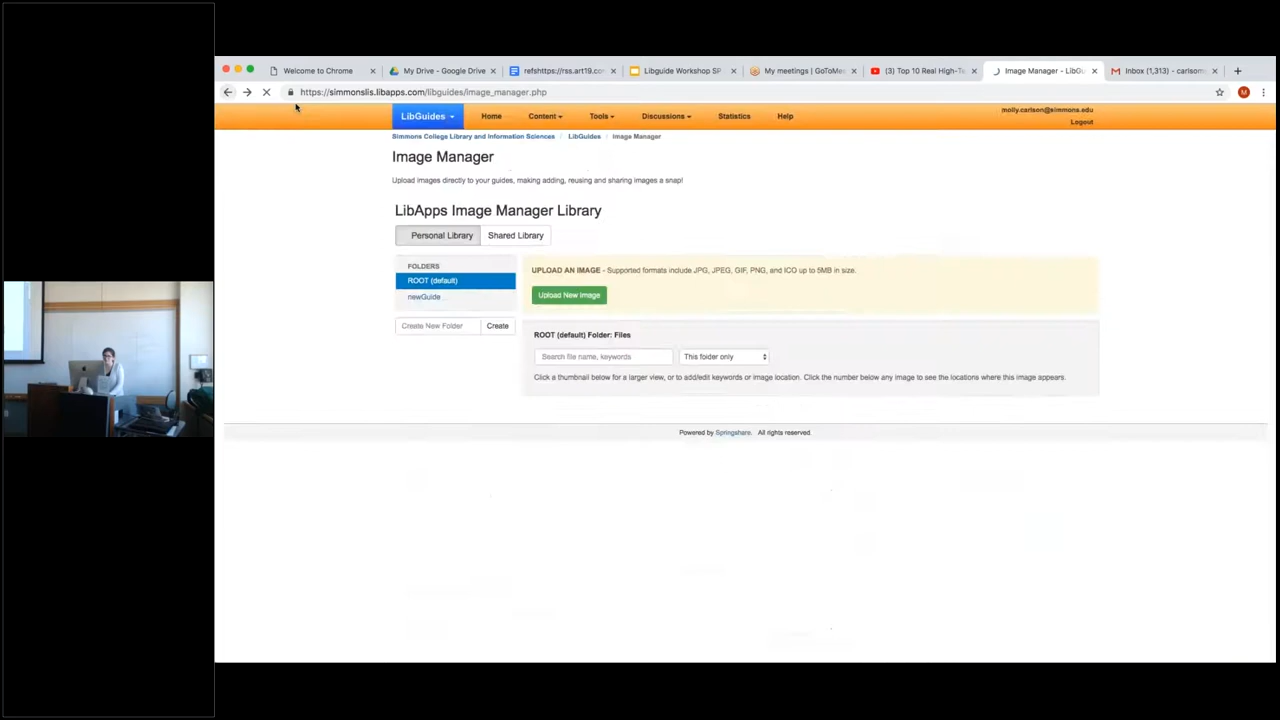 Welcome to Chrome
My Drive - Google Drive
refshttps://rss.art19.co
Libguide Workshop SP
My meetings | GoToMee
(3) Top 10 Real High-Te
Image Manager - LibGu
Inbox (1,313) - carlsom
https://simmonslis.libapps.com/libguides/image_manager.php
M
LibGuides
Home
Content
Tools
Discussions
Statistics
Help
molly.carlson@simmons.edu
Logout
Simmons College Library and Information Sciences / LibGuides / Image Manager
Image Manager
Upload images directly to your guides, making adding, reusing and sharing images a snap!
LibApps Image Manager Library
Personal Library
Shared Library
FOLDERS
ROOT (default)
newGuide
Create New Folder
Create
UPLOAD AN IMAGE - Supported formats include JPG, JPEG, GIF, PNG, and ICO up to 5MB in size.
Upload New Image
ROOT (default) Folder: Files
Search file name, keywords
This folder only
Click a thumbnail below for a larger view, or to add/edit keywords or image location. Click the number below any image to see the locations where this image appears.
Powered by Springshare. All rights reserved.